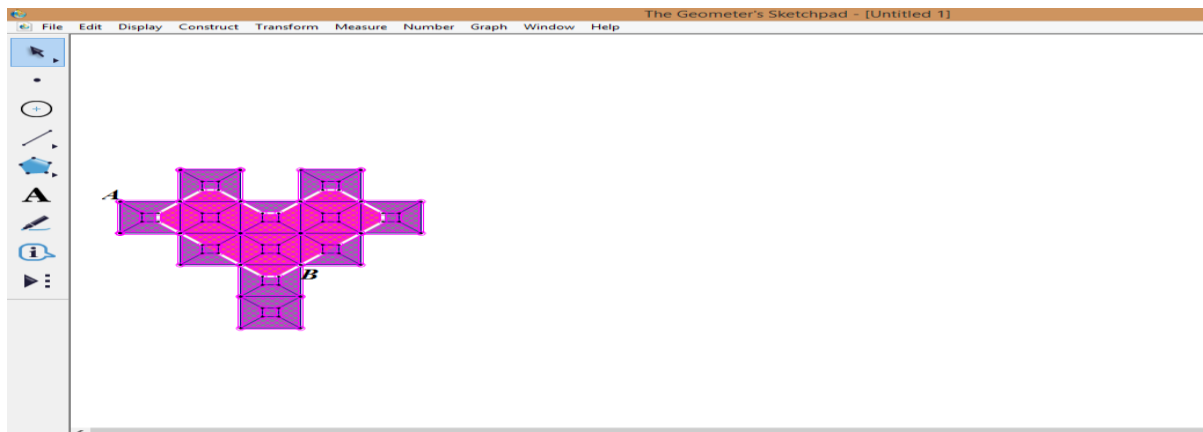 The Geometer's Sketchpad - [Untitled 1]
File Edit Display Construct Transform Measure Number Graph Window Help
A
A
B